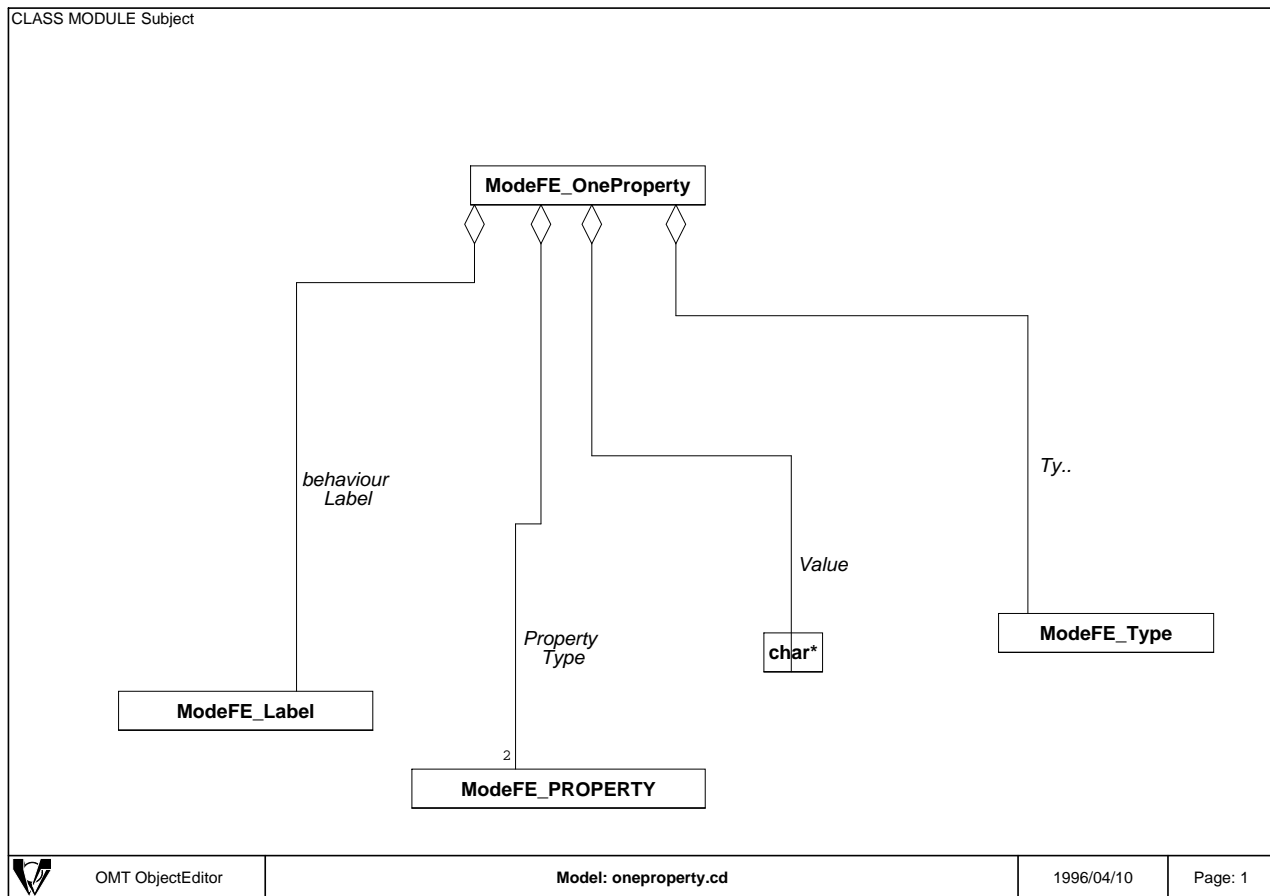 CLASS MODULE Subject
ModeFE_OneProperty
behaviour
Label
Ty..
Value
Property
Type
char*
ModeFE_Type
ModeFE_Label
2
ModeFE_PROPERTY
OMT ObjectEditor
Model: oneproperty.cd
1996/04/10
Page: 1